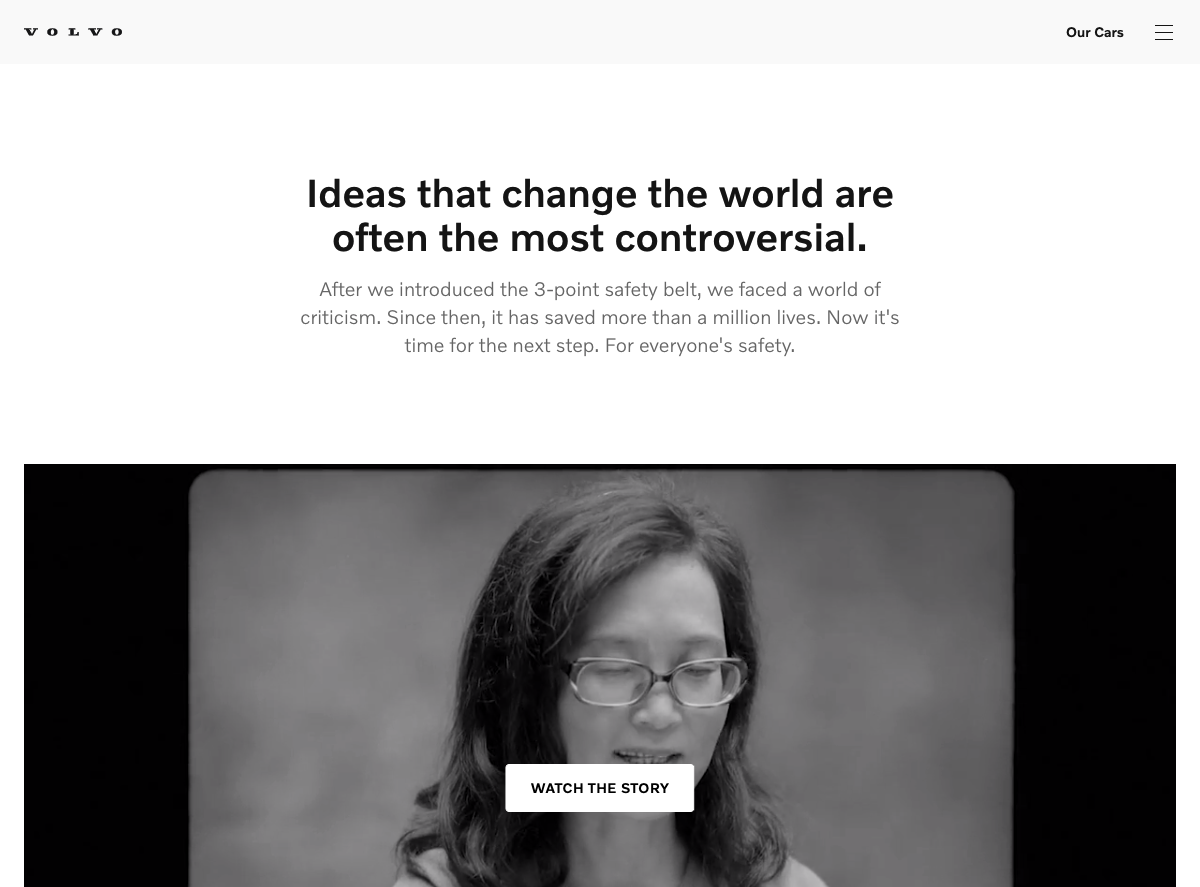 VOLVO
Our Cars
Ideas that change the world are
often the most controversial.
After we introduced the 3-point safety belt, we faced a world of
criticism. Since then, it has saved more than a million lives. Now it's
time for the next step. For everyone's safety.
WATCH THE STORY